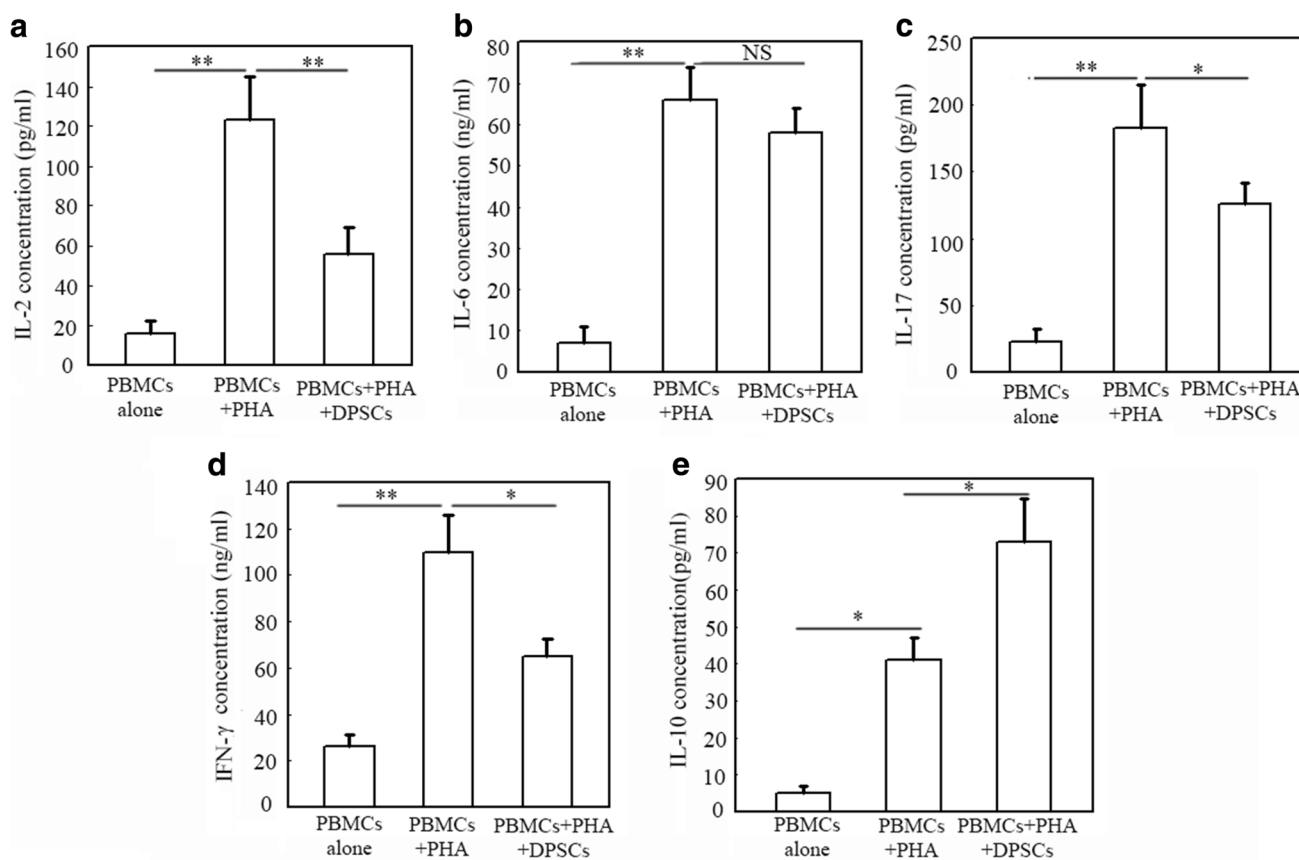 a
IL-2 concentration (pg/ml)
160
140
120
100
80
60
40
20
0
**
**
PBMCs
alone
PBMCs
+PHA
PBMCs+PHA
+DPSCs
b
IL-6 concentration (ng/ml)
80
70
60
50
40
30
20
10
0
**
NS
PBMCs
alone
PBMCs
+PHA
PBMCs+PHA
+DPSCs
c
IL-17 concentration (pg/ml)
250
200
150
100
50
0
**
*
PBMCs
alone
PBMCs
+PHA
PBMCs+PHA
+DPSCs
d
IFN-γ concentration (ng/ml)
140
120
100
80
60
40
20
0
**
*
PBMCs
alone
PBMCs
+PHA
PBMCs+PHA
+DPSCs
e
IL-10 concentration(pg/ml)
90
80
70
60
50
40
30
20
10
0
*
*
PBMCs
alone
PBMCs
+PHA
PBMCs+PHA
+DPSCs